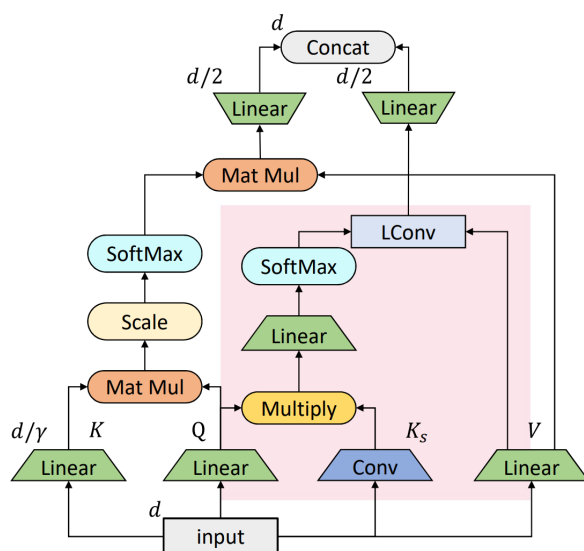 d
Concat
d/2
d/2
Linear
Linear
Mat Mul
LConv
SoftMax
SoftMax
Scale
Linear
Mat Mul
Multiply
d/γ
K
Q
K_s
V
Linear
Linear
Conv
Linear
d
input